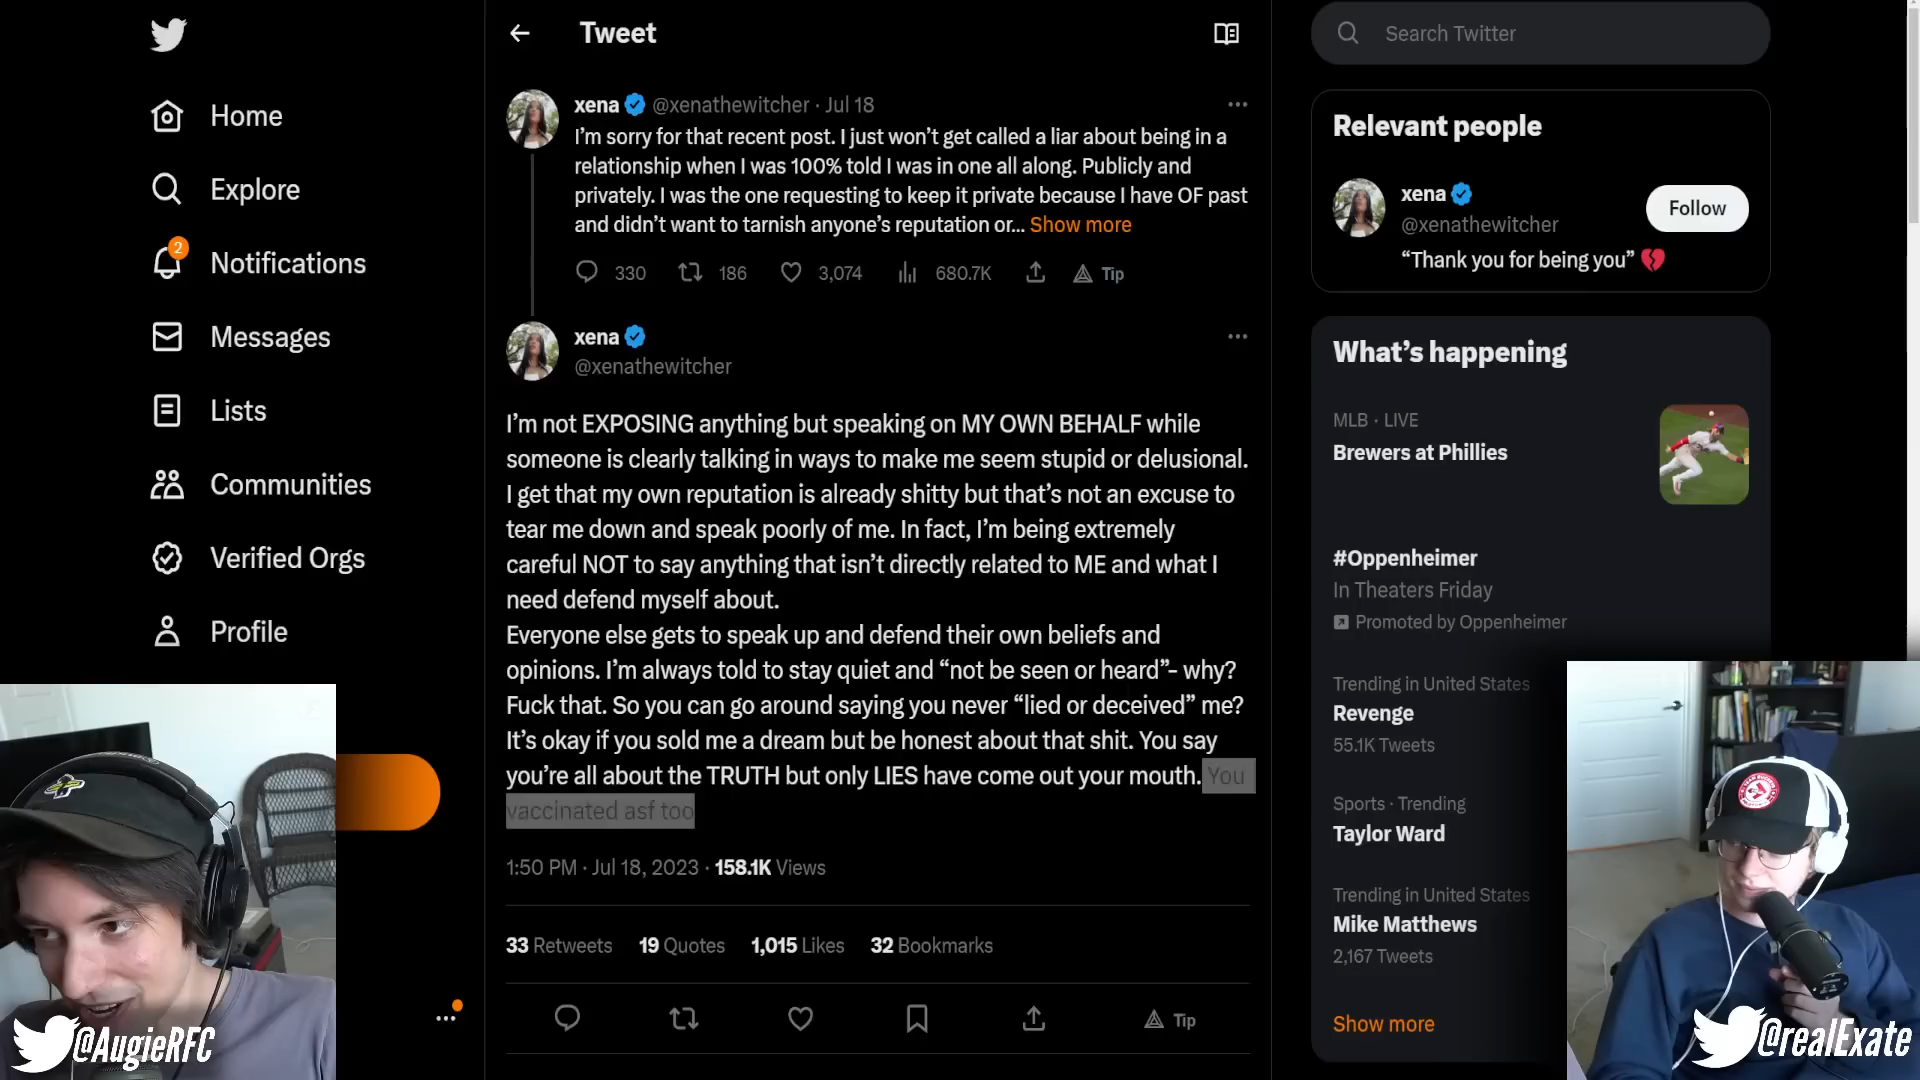 Home
Explore
2
Notifications
Messages
Lists
Communities
Verified Orgs
Profile
Tweet
xena @xenathewitcher · Jul 18
I’m sorry for that recent post. I just won’t get called a liar about being in a
relationship when I was 100% told I was in one all along. Publicly and
privately. I was the one requesting to keep it private because I have OF past
and didn’t want to tarnish anyone’s reputation or... Show more
330 186 3,074 680.7K Tip
xena
@xenathewitcher
I’m not EXPOSING anything but speaking on MY OWN BEHALF while
someone is clearly talking in ways to make me seem stupid or delusional.
I get that my own reputation is already shitty but that’s not an excuse to
tear me down and speak poorly of me. In fact, I’m being extremely
careful NOT to say anything that isn’t directly related to ME and what I
need defend myself about.
Everyone else gets to speak up and defend their own beliefs and
opinions. I’m always told to stay quiet and “not be seen or heard”- why?
Fuck that. So you can go around saying you never “lied or deceived” me?
It’s okay if you sold me a dream but be honest about that shit. You say
you’re all about the TRUTH but only LIES have come out your mouth. You
vaccinated asf too
1:50 PM · Jul 18, 2023 · 158.1K Views
33 Retweets 19 Quotes 1,015 Likes 32 Bookmarks
Tip
Search Twitter
Relevant people
xena
@xenathewitcher
Follow
“Thank you for being you”
What’s happening
MLB · LIVE
Brewers at Phillies
#Oppenheimer
In Theaters Friday
Promoted by Oppenheimer
Trending in United States
Revenge
55.1K Tweets
Sports · Trending
Taylor Ward
Trending in United States
Mike Matthews
2,167 Tweets
Show more
@AugieRFC
@realExate